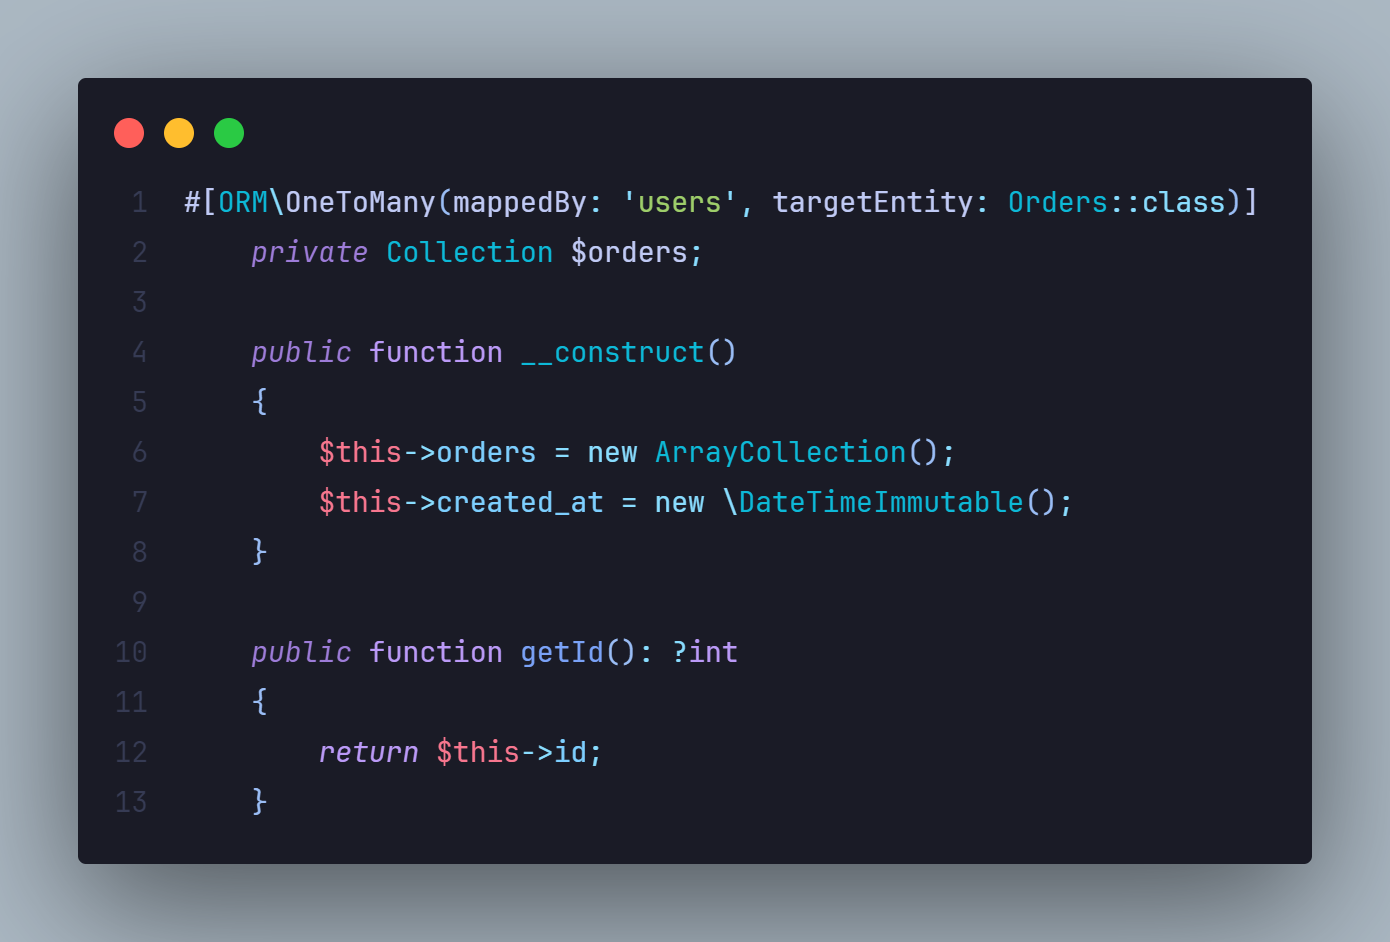 1 #[ORM\OneToMany(mappedBy: 'users', targetEntity: Orders::class)]
2     private Collection $orders;
3
4     public function __construct()
5     {
6         $this->orders = new ArrayCollection();
7         $this->created_at = new \DateTimeImmutable();
8     }
9
10     public function getId(): ?int
11     {
12         return $this->id;
13     }